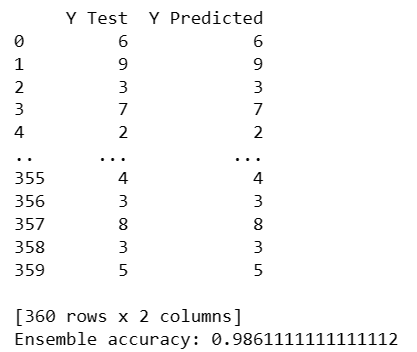 Y Test  Y Predicted
0         6            6
1         9            9
2         3            3
3         7            7
4         2            2
..      ...          ...
355       4            4
356       3            3
357       8            8
358       3            3
359       5            5
[360 rows x 2 columns]
Ensemble accuracy: 0.9861111111111112